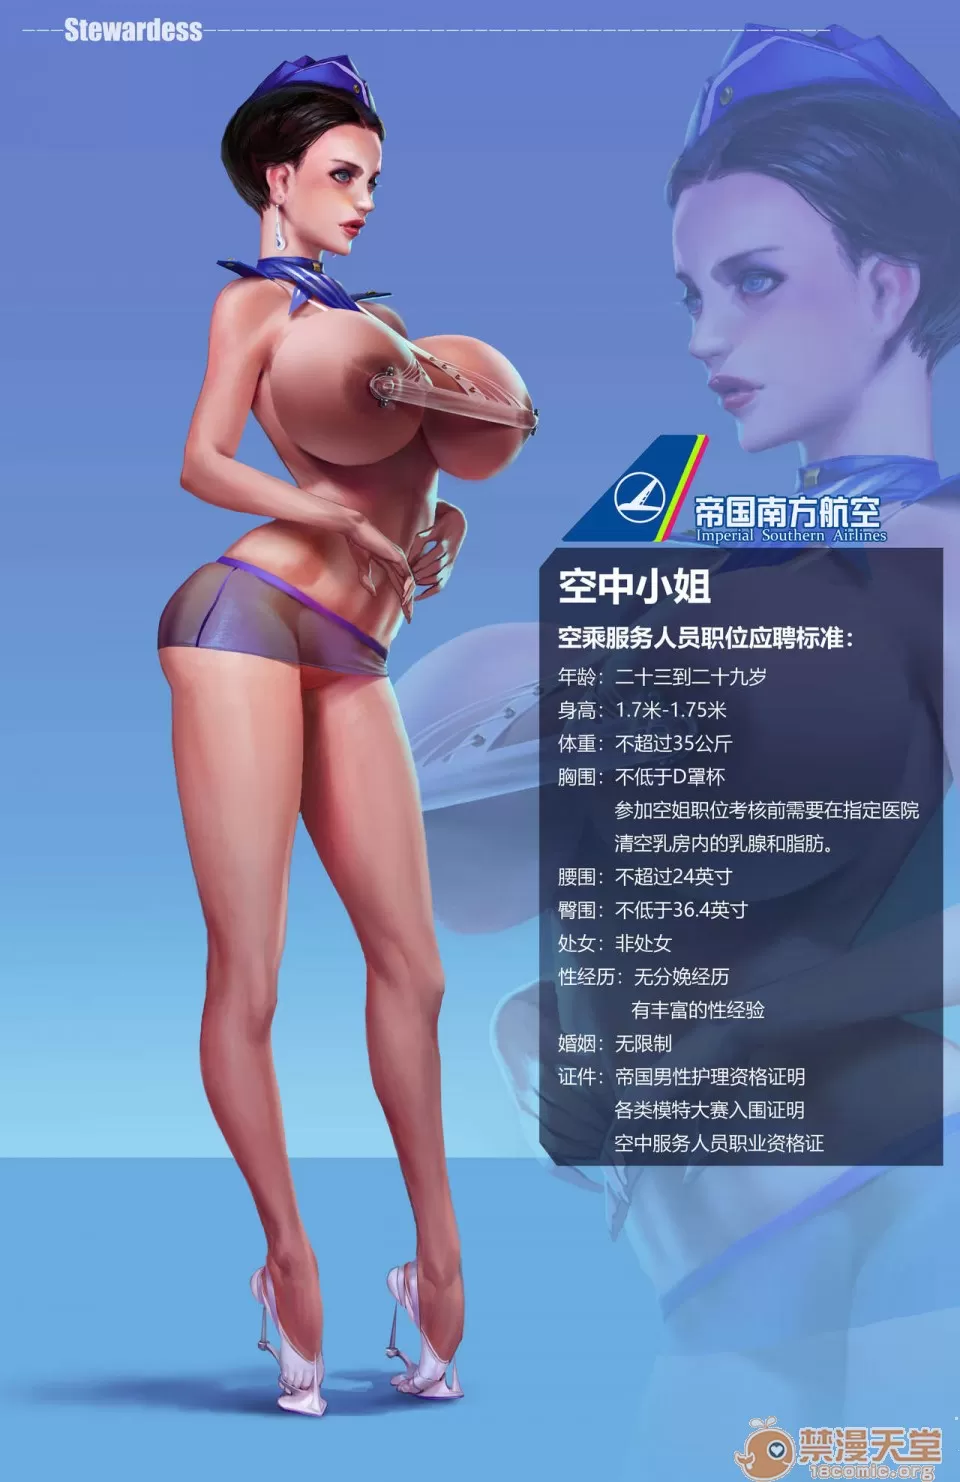 Stewardess
帝国南方航空
Imperial Southern Airlines
空中小姐
空乘服务人员职位应聘标准：
年龄：二十三到二十九岁
身高：1.7米-1.75米
体重：不超过35公斤
胸围：不低于D罩杯
参加空姐职位考核前需要在指定医院
清空乳房内的乳腺和脂肪。
腰围：不超过24英寸
臀围：不低于36.4英寸
处女：非处女
性经历：无分娩经历
有丰富的性经验
婚姻：无限制
证件：帝国男性护理资格证明
各类模特大赛入围证明
空中服务人员职业资格证
禁漫天堂
18comic.org